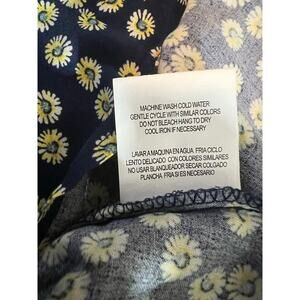 MACHINE WASH COLD WATER
GENTLE CYCLE WITH SIMILAR COLORS
DO NOT BLEACH HANG TO DRY
COOL IRON IF NECESSARY
LAVAR A MAQUINA EN AGUA FRIA CICLO
LENTO DELICADO CON COLORES SIMILARES
NO USAR BLANQUEADOR SECAR COLGADO
PLANCHA FRIA SI ES NECESARIO